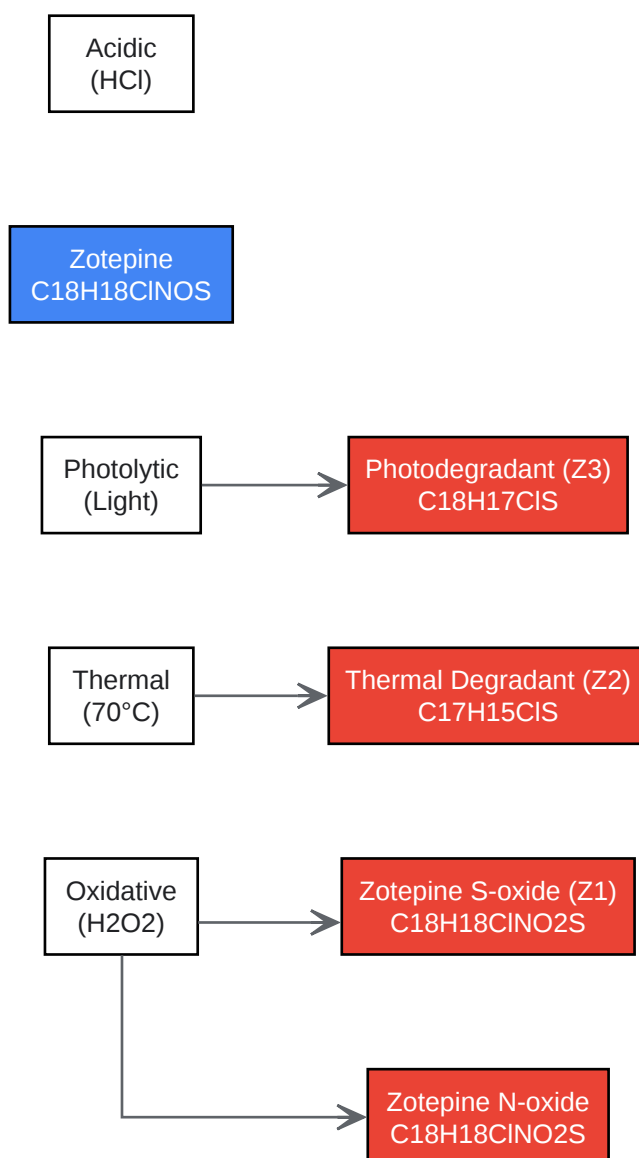 Acidic
(HCl)
Zotepine
C18H18ClNOS
Photolytic
(Light)
Photodegradant (Z3)
C18H17ClS
Thermal
(70°C)
Thermal Degradant (Z2)
C17H15ClS
Oxidative
(H2O2)
Zotepine S-oxide (Z1)
C18H18ClNO2S
Zotepine N-oxide
C18H18ClNO2S